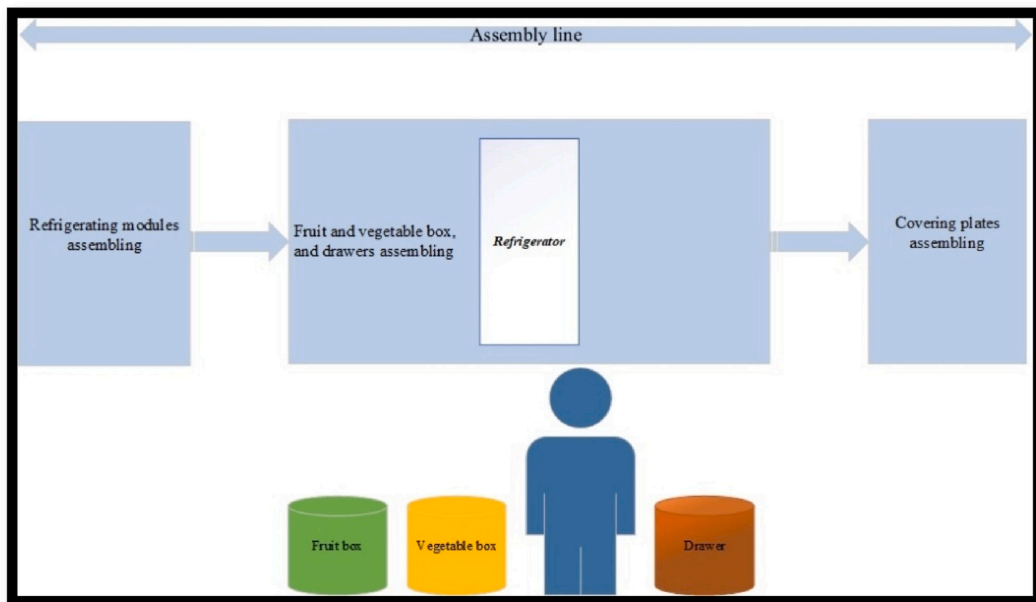 Assembly line
Refrigerating modules
assembling
Fruit and vegetable box,
and drawers assembling
Refrigerator
Covering plates
assembling
Fruit box
Vegetable box
Drawer